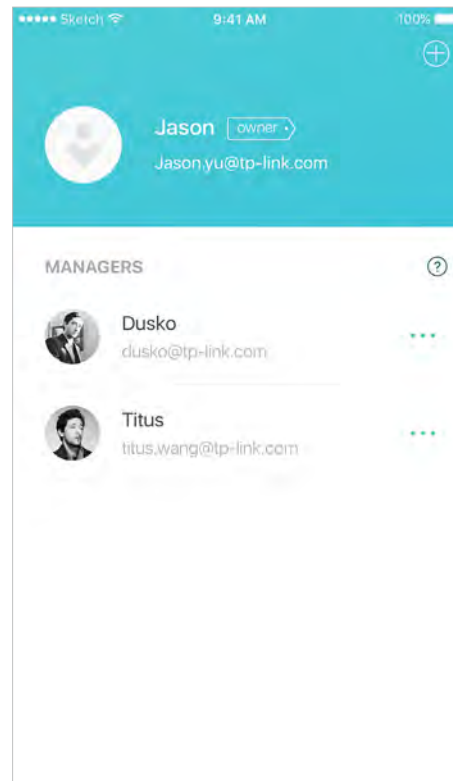 Sketch 9:41 AM 100%
Jason owner
Jason.yu@tp-link.com
MANAGERS ?
Dusko
dusko@tp-link.com
Titus
titus.wang@tp-link.com